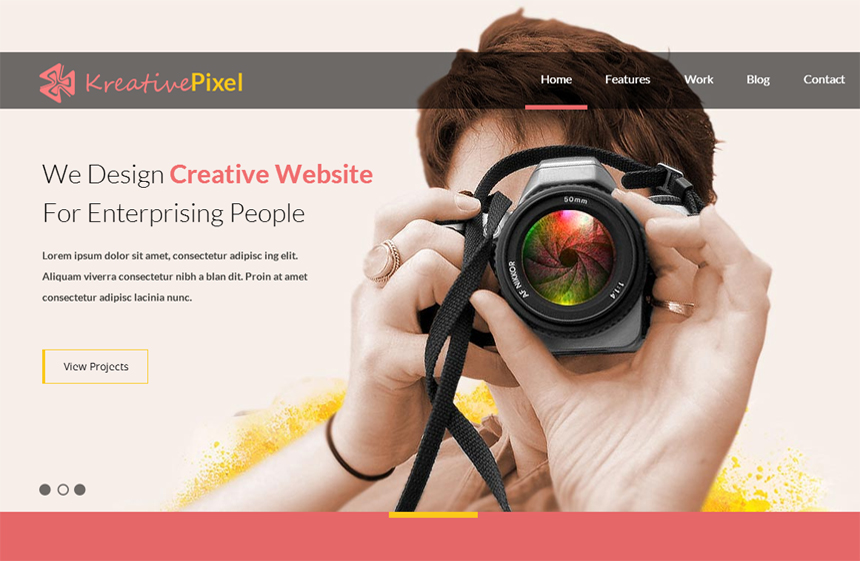 KreativePixel
Home Features Work Blog Contact
We Design Creative Website
For Enterprising People
Lorem ipsum dolor sit amet, consectetur adipisc ing elit.
Aliquam viverra consectetur nibh a blan dit. Proin at amet
consectetur adipisc lacinia nunc.
View Projects
50mm
AF NIKKOR
1:1.4